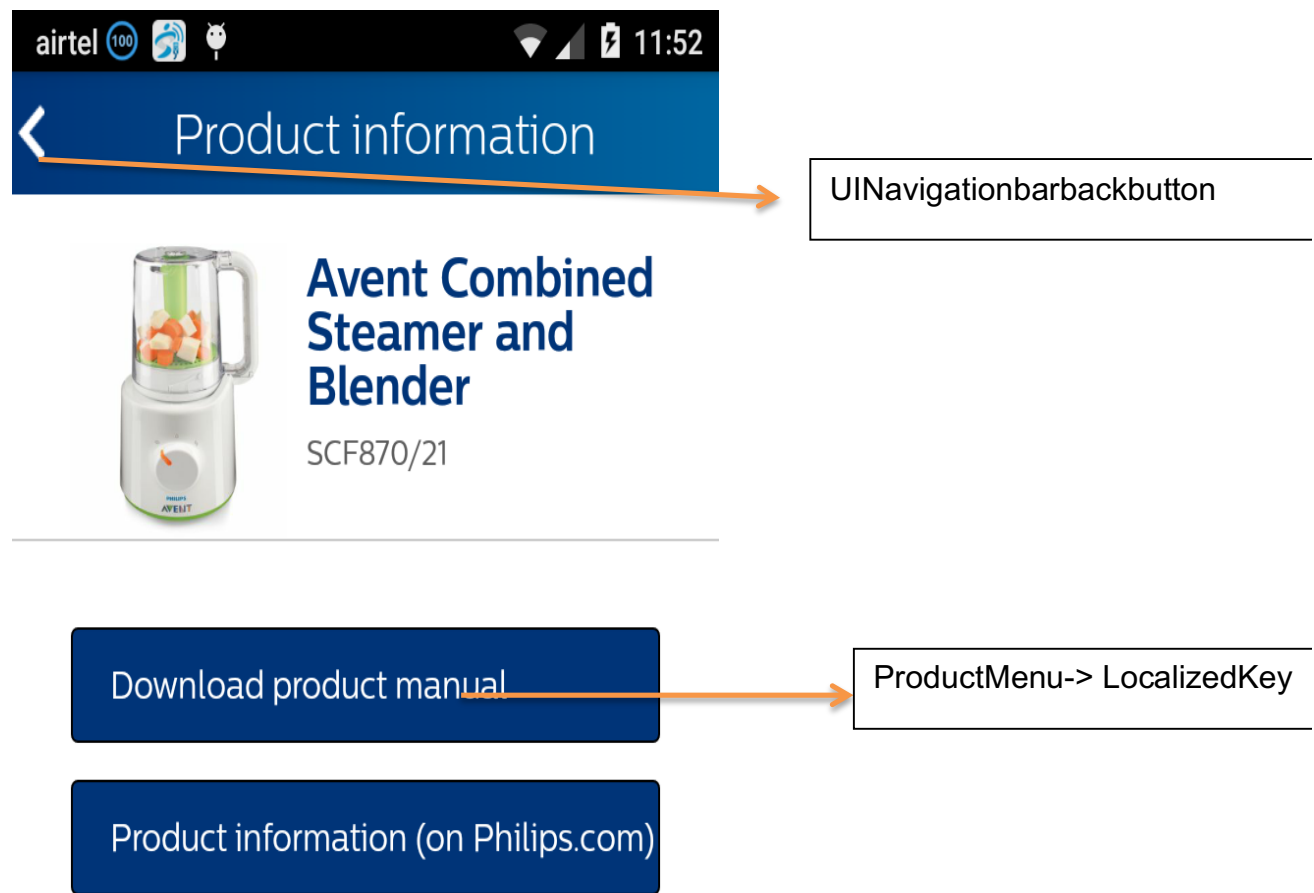 airtel 100 11:52
Product information
UINavigationbarbackbutton
Avent Combined
Steamer and
Blender
SCF870/21
PHILIPS
AVENT
Download product manual
ProductMenu-> LocalizedKey
Product information (on Philips.com)